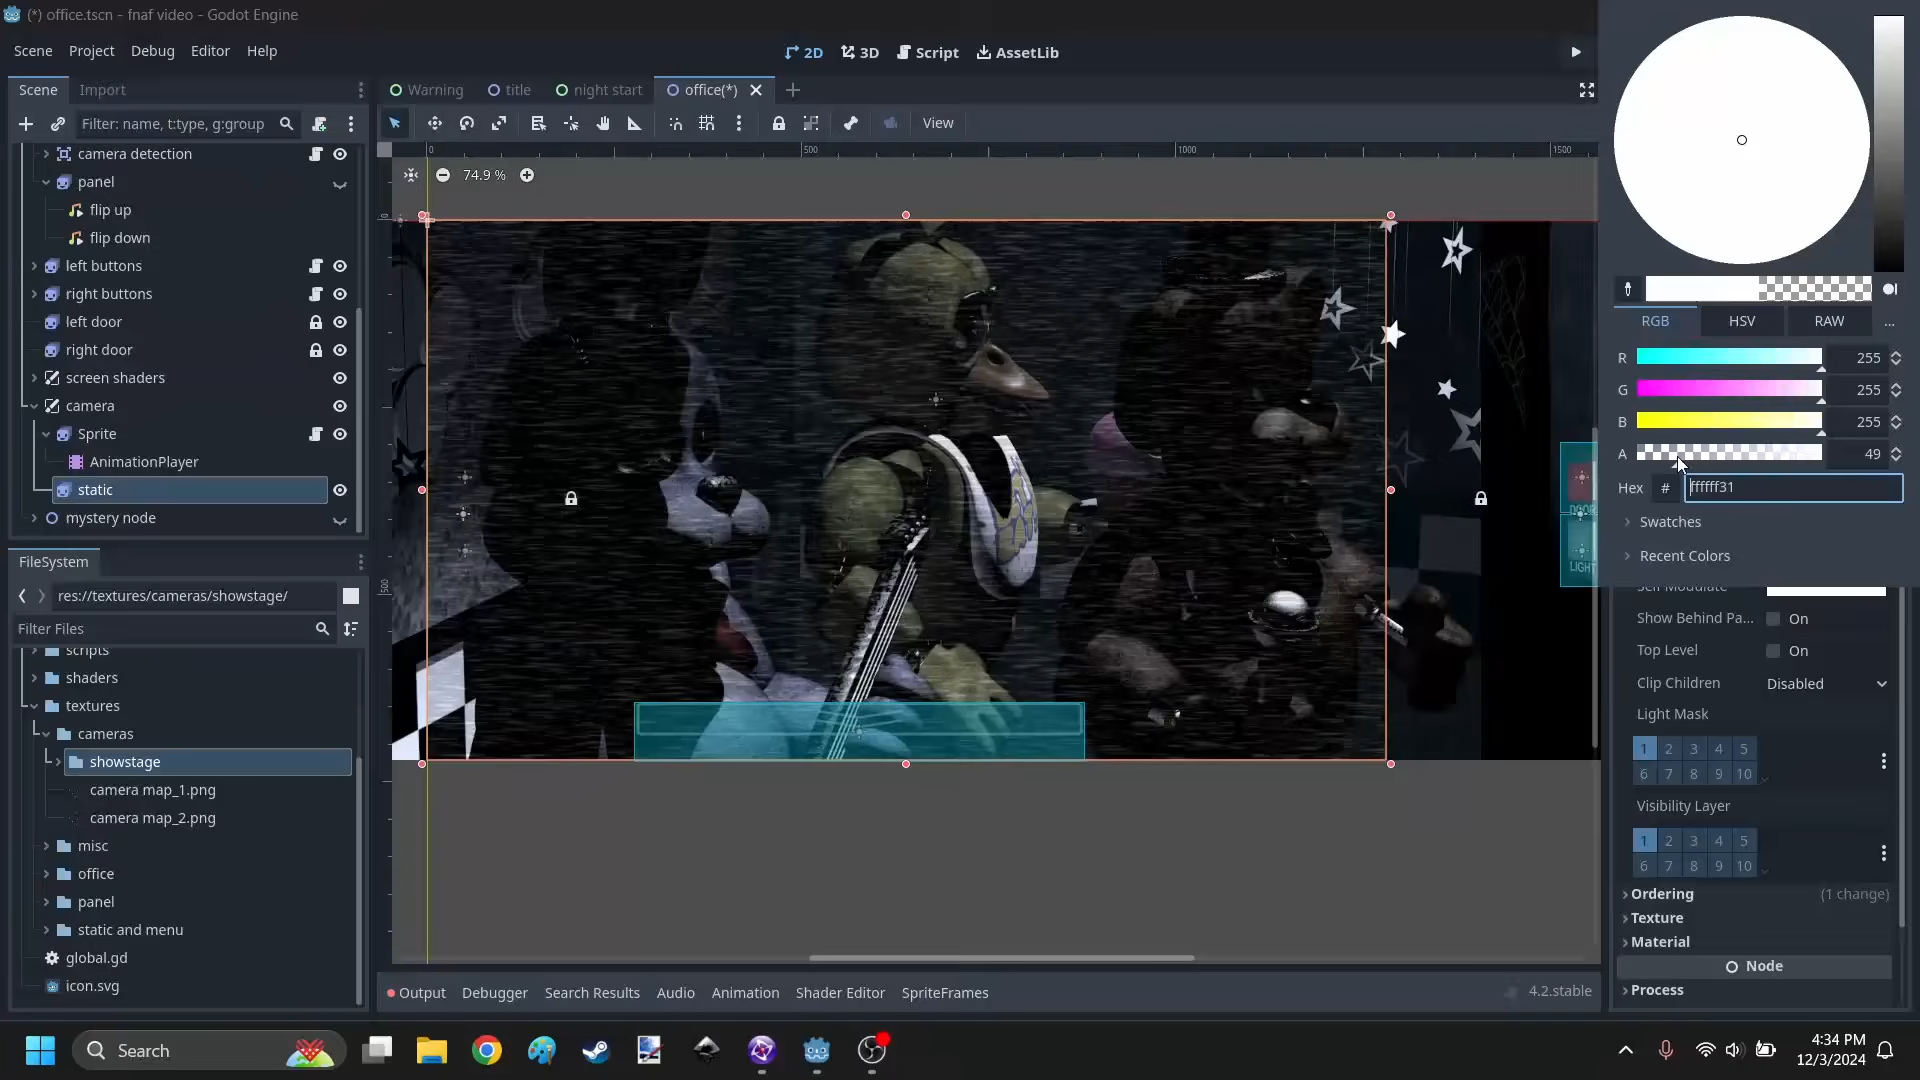 (*) office.tscn - fnaf video - Godot Engine
Scene Project Debug Editor Help
2D 3D Script AssetLib
Scene Import
Filter: name, t:type, g:group
camera detection
panel
flip up
flip down
left buttons
right buttons
left door
right door
screen shaders
camera
Sprite
AnimationPlayer
static
mystery node
FileSystem
res://textures/cameras/showstage/
Filter Files
scripts
shaders
textures
cameras
showstage
camera map_1.png
camera map_2.png
misc
office
panel
static and menu
global.gd
icon.svg
Warning title night start office(*)
View
0 500 1000 1500
74.9 %
0
500
DOOR
LIGHT
Output Debugger Search Results Audio Animation Shader Editor SpriteFrames
4.2.stable
RGB HSV RAW ...
R 255
G 255
B 255
A 49
Hex # ffffff31
Swatches
Recent Colors
Self Modulate
Show Behind Pa... On
Top Level On
Clip Children Disabled
Light Mask
1 2 3 4 5
6 7 8 9 10
Visibility Layer
1 2 3 4 5
6 7 8 9 10
Ordering (1 change)
Texture
Material
Node
Process
Search
4:34 PM
12/3/2024